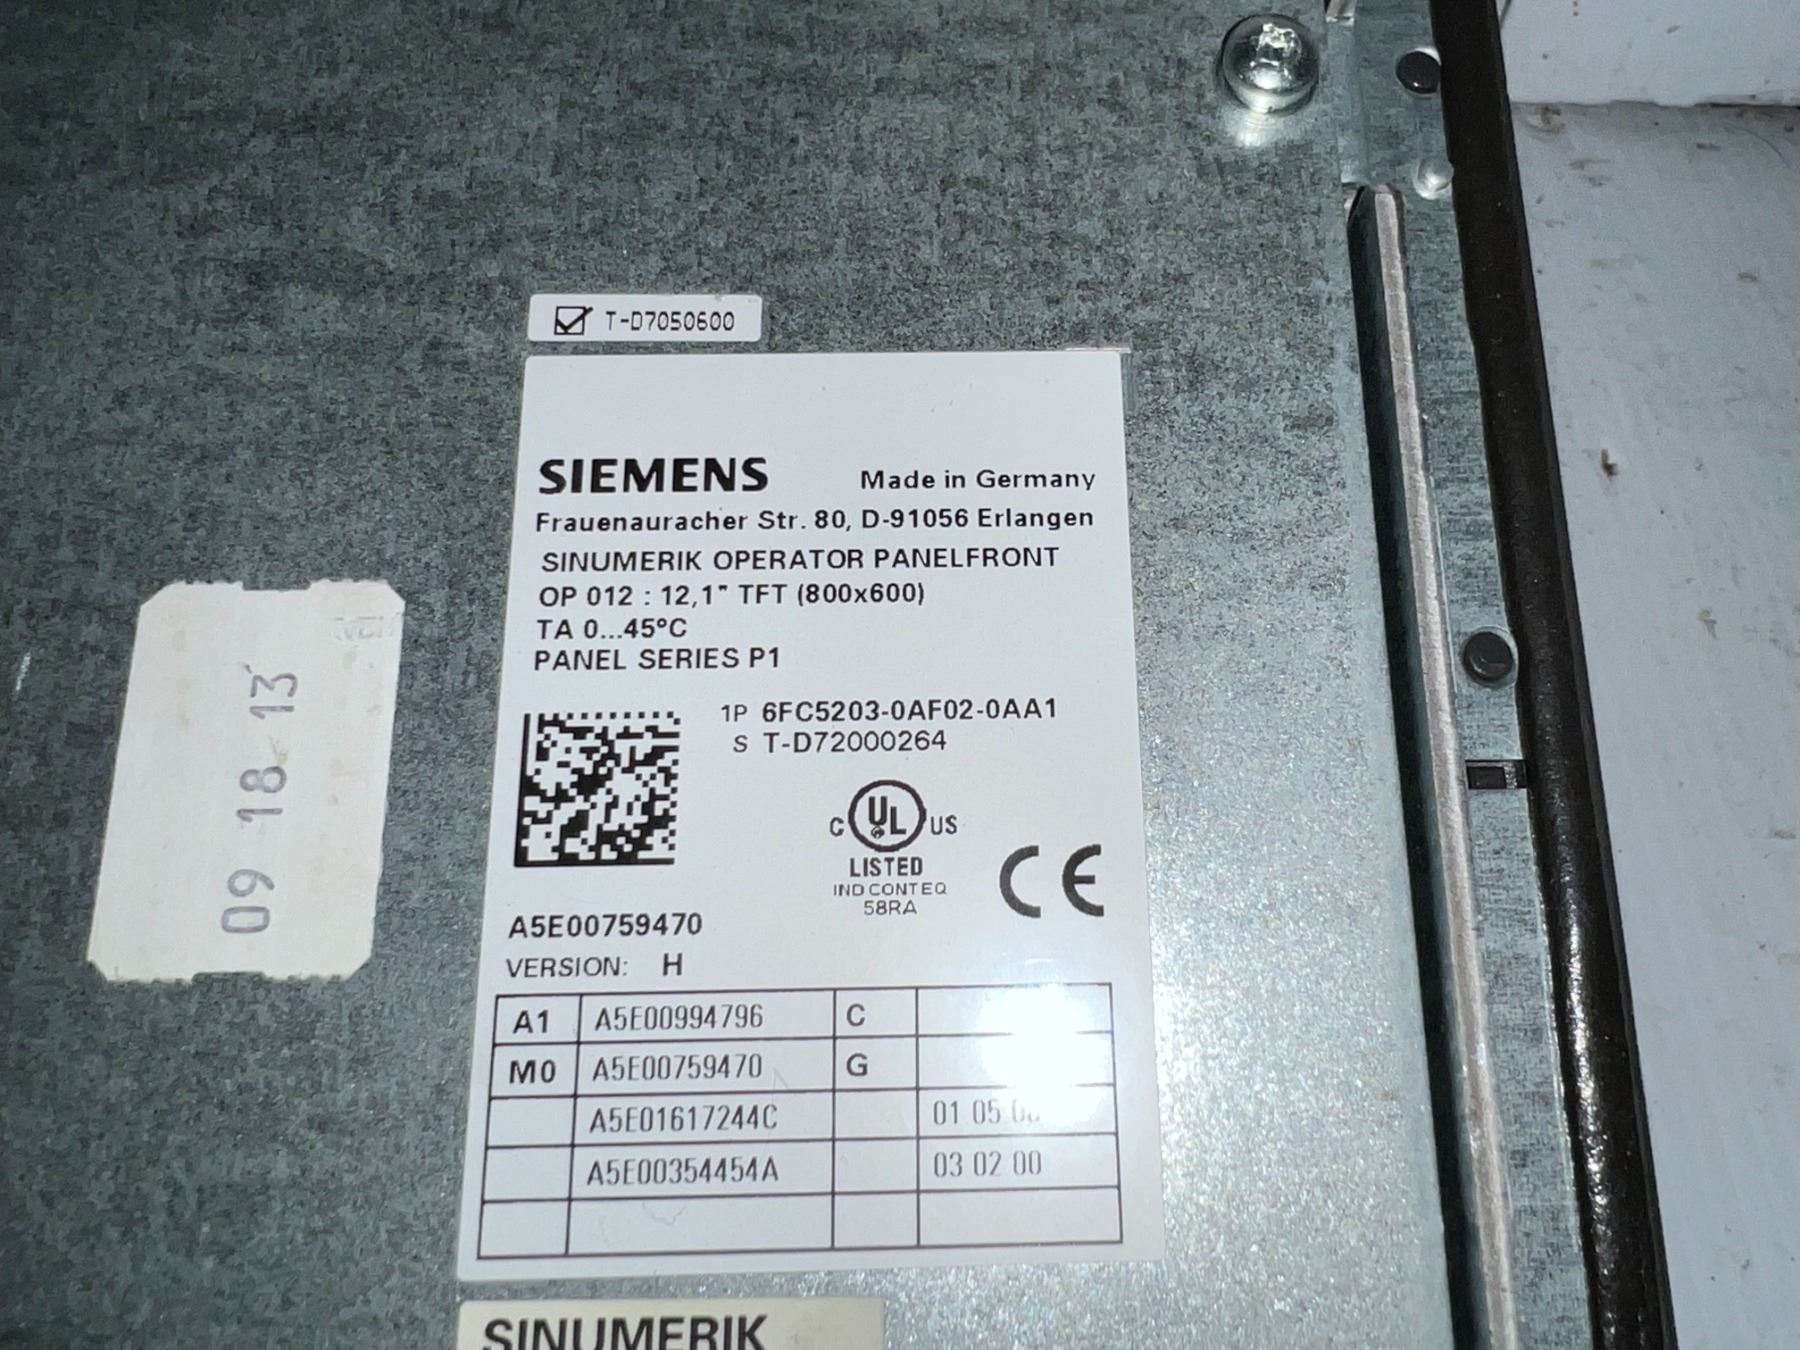 T-D7050600
SIEMENS Made in Germany
Frauenauracher Str. 80, D-91056 Erlangen
SINUMERIK OPERATOR PANELFRONT
OP 012 : 12,1" TFT (800x600)
TA 0...45°C
PANEL SERIES P1
1P 6FC5203-0AF02-0AA1
S T-D72000264
C UL US
LISTED
IND CONT EQ
58RA
CE
A5E00759470
VERSION: H
A1 A5E00994796 C
M0 A5E00759470 G
A5E01617244C 01 05
A5E00354454A 03 02 00
09 18 13
SINUMERIK